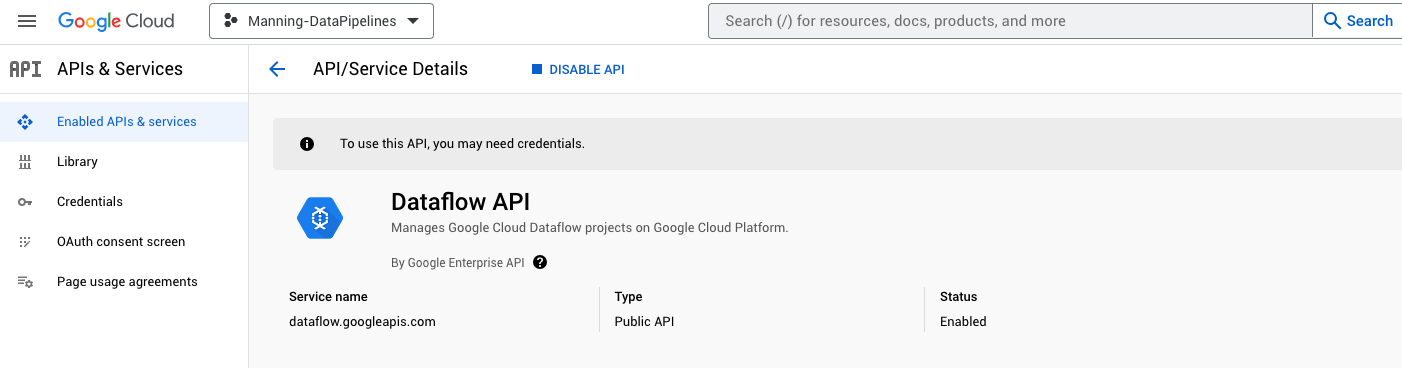 Google Cloud
Manning-DataPipelines
Search (/) for resources, docs, products, and more
Search
API
APIs & Services
API/Service Details
DISABLE API
Enabled APIs & services
Library
Credentials
OAuth consent screen
Page usage agreements
To use this API, you may need credentials.
Dataflow API
Manages Google Cloud Dataflow projects on Google Cloud Platform.
By Google Enterprise API
Service name
dataflow.googleapis.com
Type
Public API
Status
Enabled